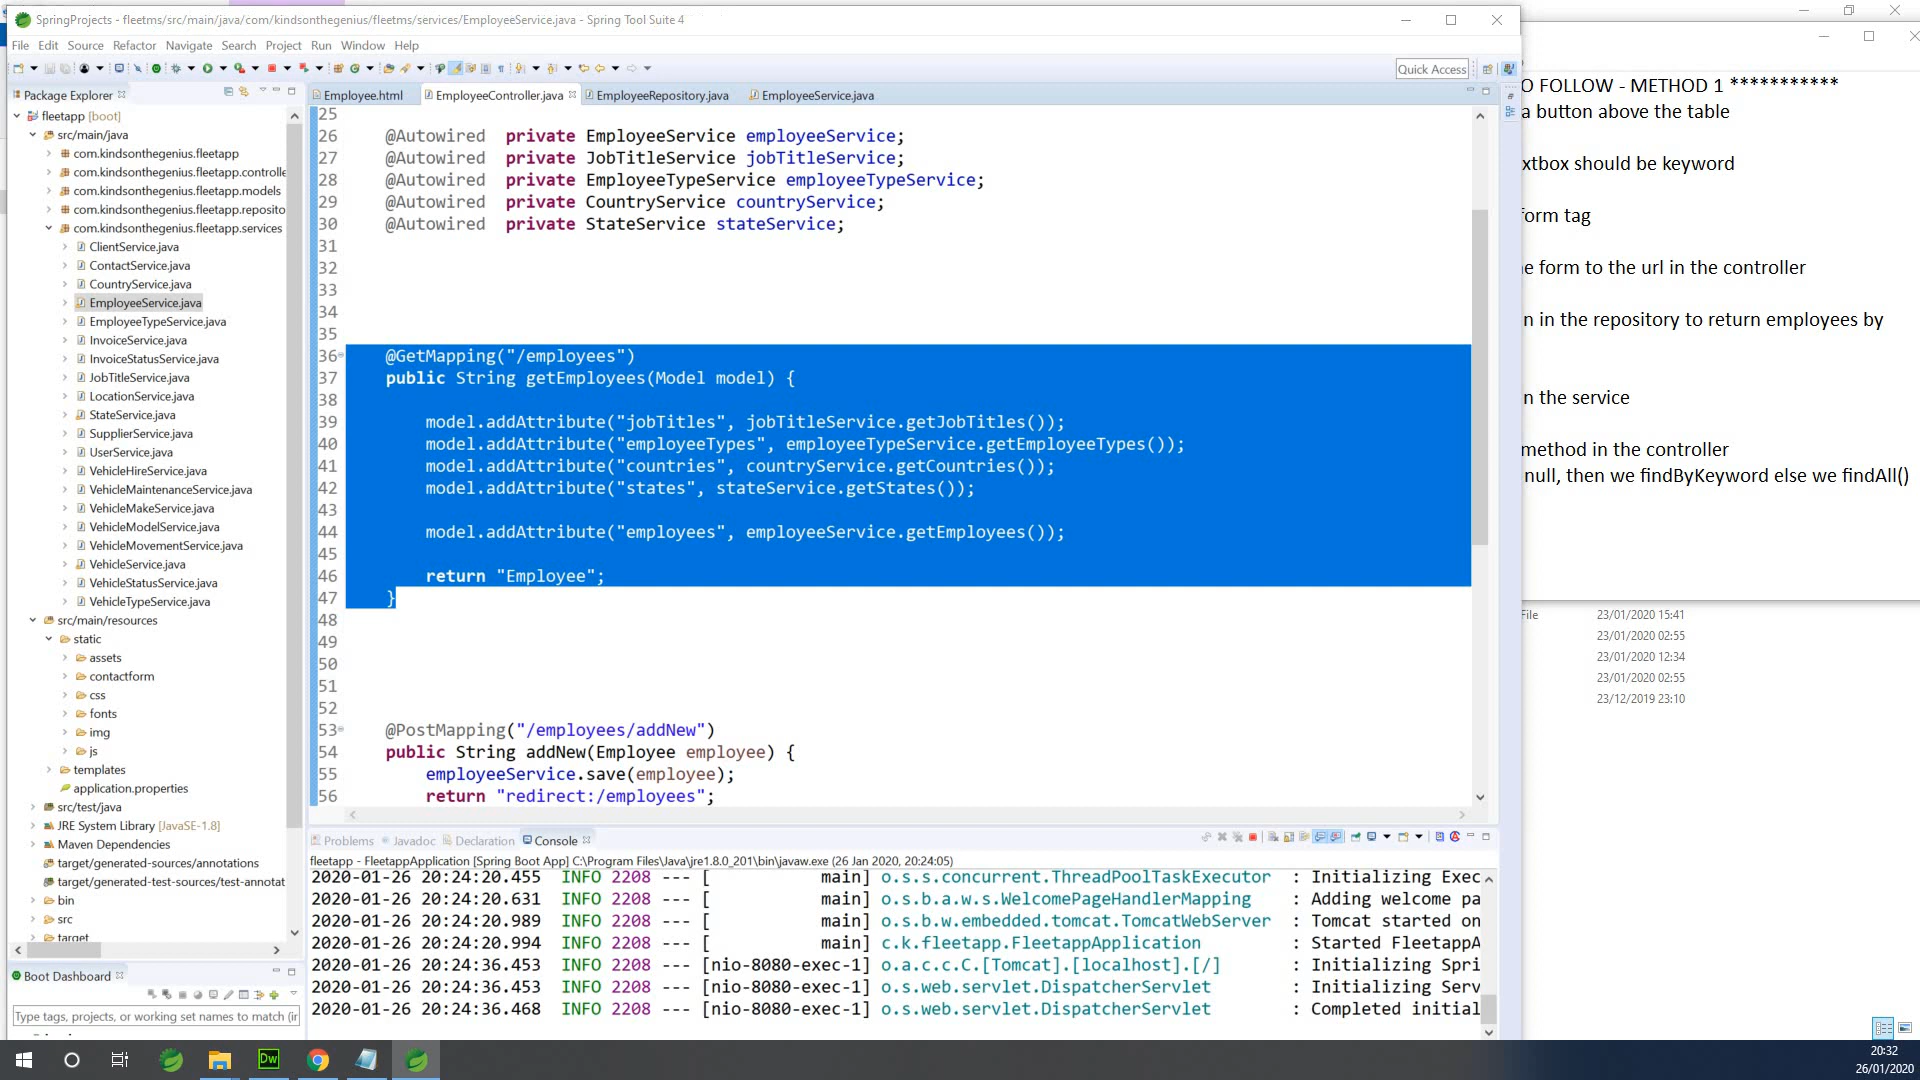 SpringProjects - fleetms/src/main/java/com/kindsonthegenius/fleetms/services/EmployeeService.java - Spring Tool Suite 4
File Edit Source Refactor Navigate Search Project Run Window Help
Quick Access
Package Explorer
fleetapp [boot]
src/main/java
com.kindsonthegenius.fleetapp
com.kindsonthegenius.fleetapp.controlle
com.kindsonthegenius.fleetapp.models
com.kindsonthegenius.fleetapp.reposito
com.kindsonthegenius.fleetapp.services
ClientService.java
ContactService.java
CountryService.java
EmployeeService.java
EmployeeTypeService.java
InvoiceService.java
InvoiceStatusService.java
JobTitleService.java
LocationService.java
StateService.java
SupplierService.java
UserService.java
VehicleHireService.java
VehicleMaintenanceService.java
VehicleMakeService.java
VehicleModelService.java
VehicleMovementService.java
VehicleService.java
VehicleStatusService.java
VehicleTypeService.java
src/main/resources
static
assets
contactform
css
fonts
img
js
templates
application.properties
src/test/java
JRE System Library [JavaSE-1.8]
Maven Dependencies
target/generated-sources/annotations
target/generated-test-sources/test-annotat
bin
src
target
Boot Dashboard
Type tags, projects, or working set names to match (ir
Employee.html EmployeeController.java EmployeeRepository.java EmployeeService.java
25
26 @Autowired private EmployeeService employeeService;
27 @Autowired private JobTitleService jobTitleService;
28 @Autowired private EmployeeTypeService employeeTypeService;
29 @Autowired private CountryService countryService;
30 @Autowired private StateService stateService;
31
32
33
34
35
36 @GetMapping("/employees")
37 public String getEmployees(Model model) {
38
39 model.addAttribute("jobTitles", jobTitleService.getJobTitles());
40 model.addAttribute("employeeTypes", employeeTypeService.getEmployeeTypes());
41 model.addAttribute("countries", countryService.getCountries());
42 model.addAttribute("states", stateService.getStates());
43
44 model.addAttribute("employees", employeeService.getEmployees());
45
46 return "Employee";
47 }
48
49
50
51
52
53 @PostMapping("/employees/addNew")
54 public String addNew(Employee employee) {
55 employeeService.save(employee);
56 return "redirect:/employees";
Problems Javadoc Declaration Console
fleetapp - FleetappApplication [Spring Boot App] C:\Program Files\Java\jre1.8.0_201\bin\javaw.exe (26 Jan 2020, 20:24:05)
2020-01-26 20:24:20.455 INFO 2208 --- [ main] o.s.s.concurrent.ThreadPoolTaskExecutor : Initializing Exec
2020-01-26 20:24:20.631 INFO 2208 --- [ main] o.s.b.a.w.s.WelcomePageHandlerMapping : Adding welcome pa
2020-01-26 20:24:20.989 INFO 2208 --- [ main] o.s.b.w.embedded.tomcat.TomcatWebServer : Tomcat started on
2020-01-26 20:24:20.994 INFO 2208 --- [ main] c.k.fleetapp.FleetappApplication : Started FleetappA
2020-01-26 20:24:36.453 INFO 2208 --- [nio-8080-exec-1] o.a.c.c.C.[Tomcat].[localhost].[/] : Initializing Spri
2020-01-26 20:24:36.453 INFO 2208 --- [nio-8080-exec-1] o.s.web.servlet.DispatcherServlet : Initializing Serv
2020-01-26 20:24:36.468 INFO 2208 --- [nio-8080-exec-1] o.s.web.servlet.DispatcherServlet : Completed initial
O FOLLOW - METHOD 1 ***********
a button above the table
xtbox should be keyword
form tag
e form to the url in the controller
n in the repository to return employees by
n the service
method in the controller
null, then we findByKeyword else we findAll()
File 23/01/2020 15:41
23/01/2020 02:55
23/01/2020 12:34
23/01/2020 02:55
23/12/2019 23:10
Dw
20:32
26/01/2020